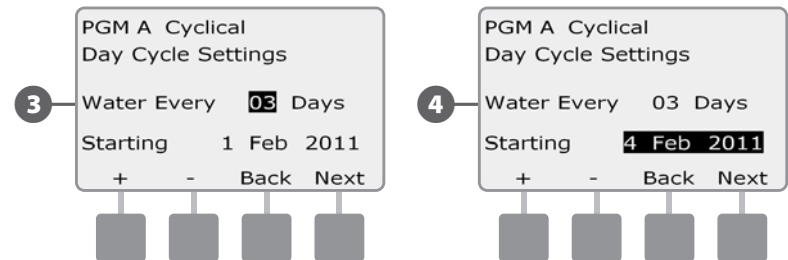 PGM A Cyclical
Day Cycle Settings
3
Water Every 03 Days
Starting 1 Feb 2011
+ - Back Next
PGM A Cyclical
Day Cycle Settings
4
Water Every 03 Days
Starting 4 Feb 2011
+ - Back Next